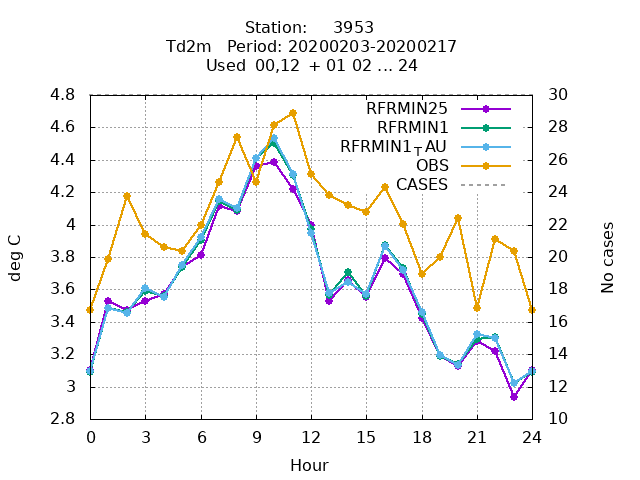 Station: 3953
Td2m Period: 20200203-20200217
Used 00,12 + 01 02 ... 24
4.8
4.6
4.4
4.2
4
3.8
3.6
3.4
3.2
3
2.8
deg C
RFRMIN25
RFRMIN1
RFRMIN1TAU
OBS
CASES
30
28
26
24
22
20
18
16
14
12
10
No cases
0 3 6 9 12 15 18 21 24
Hour